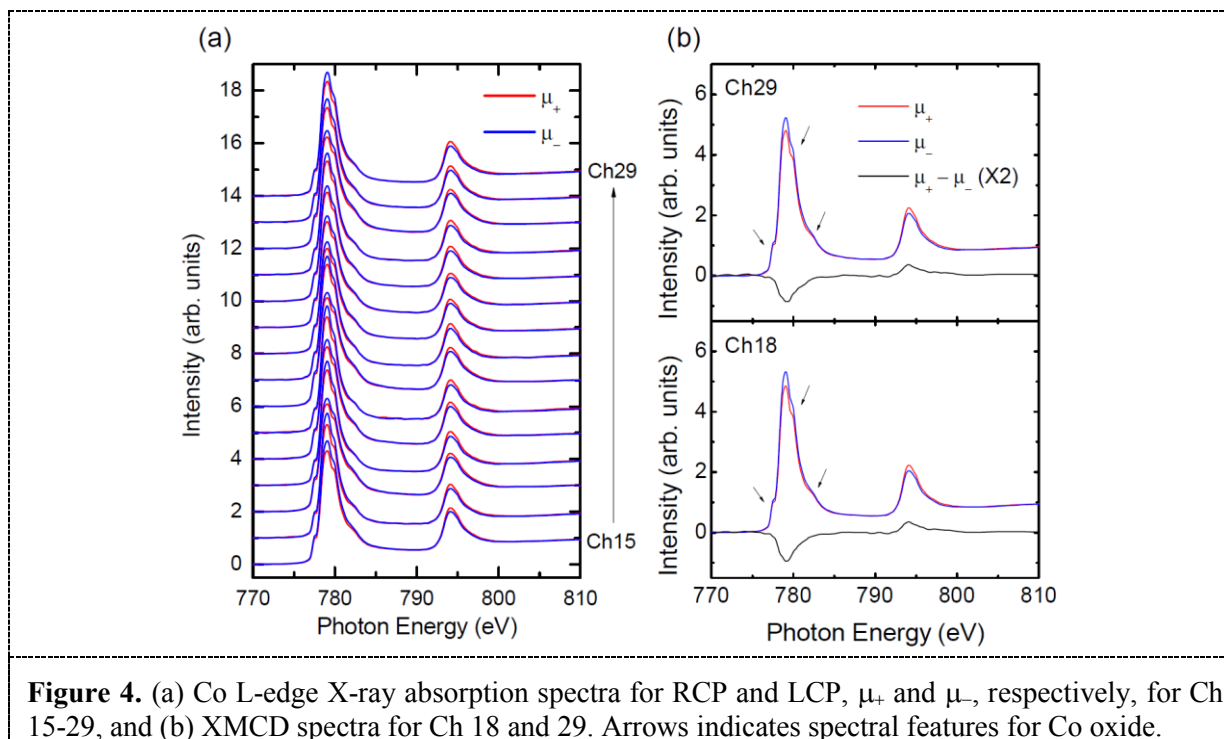 (a)
(b)
18
16
14
12
10
8
6
4
2
0
Intensity (arb. units)
μ+
μ−
Ch29
Ch15
770 780 790 800 810
Photon Energy (eV)
Ch29
6
4
2
0
Intensity (arb. units)
μ+
μ−
μ+ − μ− (X2)
Ch18
6
4
2
0
Intensity (arb. units)
770 780 790 800 810
Photon Energy (eV)
Figure 4. (a) Co L-edge X-ray absorption spectra for RCP and LCP, μ+ and μ−, respectively, for Ch
15-29, and (b) XMCD spectra for Ch 18 and 29. Arrows indicates spectral features for Co oxide.